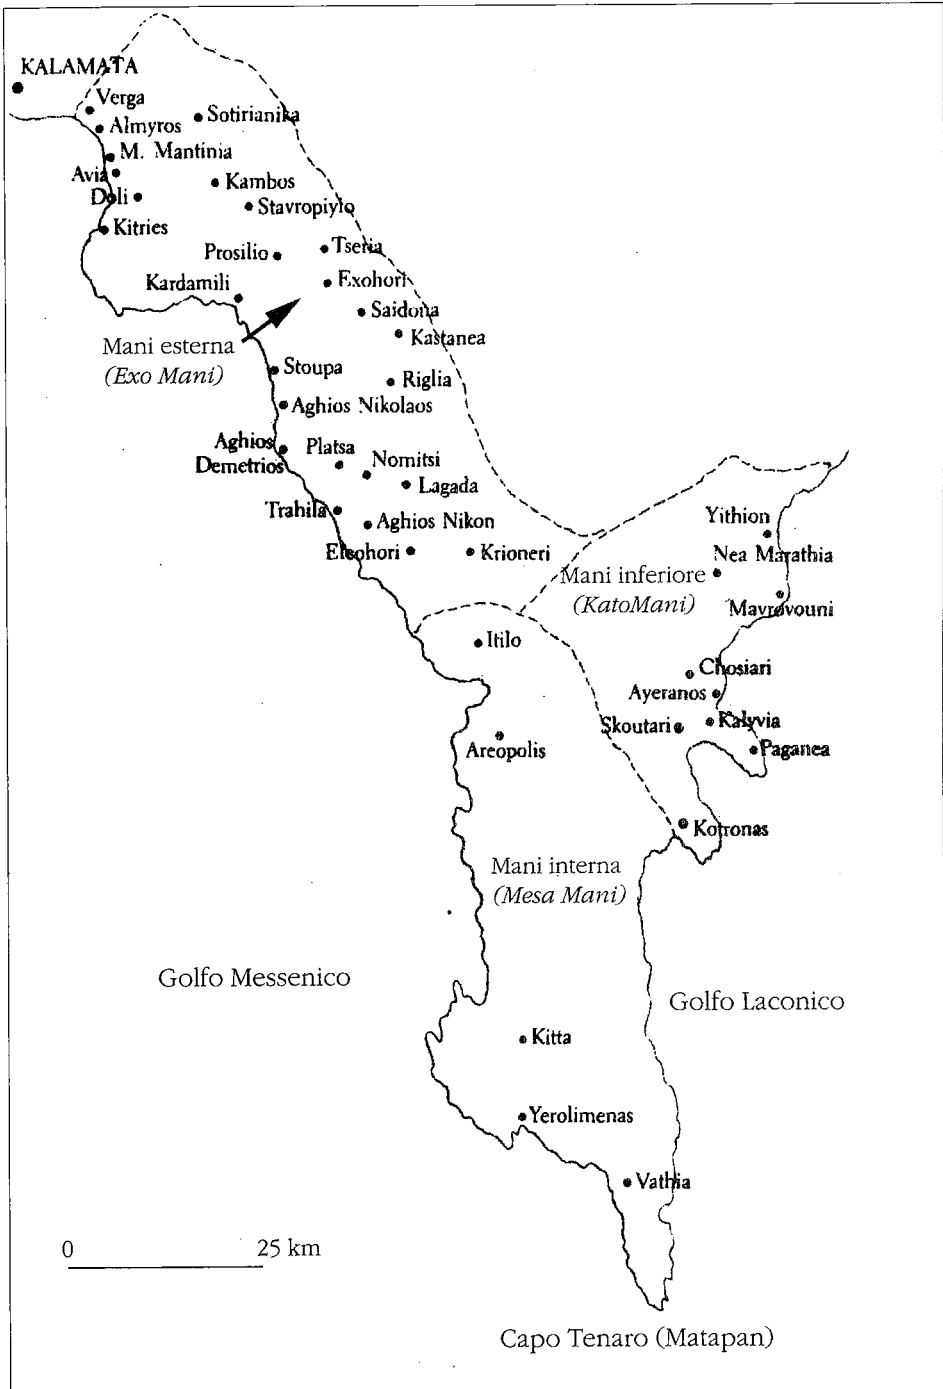 KALAMATA
Verga
Sotirianika
Almyros
M. Mantinia
Avia
Kambos
Doli
Stavropiylo
Kitries
Prosilio
Tseria
Kardamili
Exohori
Saidona
Kastanea
Mani esterna
(Exo Mani)
Stoupa
Riglia
Aghios Nikolaos
Aghios
Demetrios
Platsa
Nomitsi
Lagada
Trahila
Aghios Nikon
Eleohori
Krioneri
Yithion
Nea Marathia
Mani inferiore
(KatoMani)
Mavrovouni
Itilo
Chosiari
Ayeranos
Skoutari
Kalyvia
Areopolis
Paganea
Kotronas
Mani interna
(Mesa Mani)
Golfo Messenico
Golfo Laconico
Kitta
Yerolimenas
Vathia
0
25 km
Capo Tenaro (Matapan)